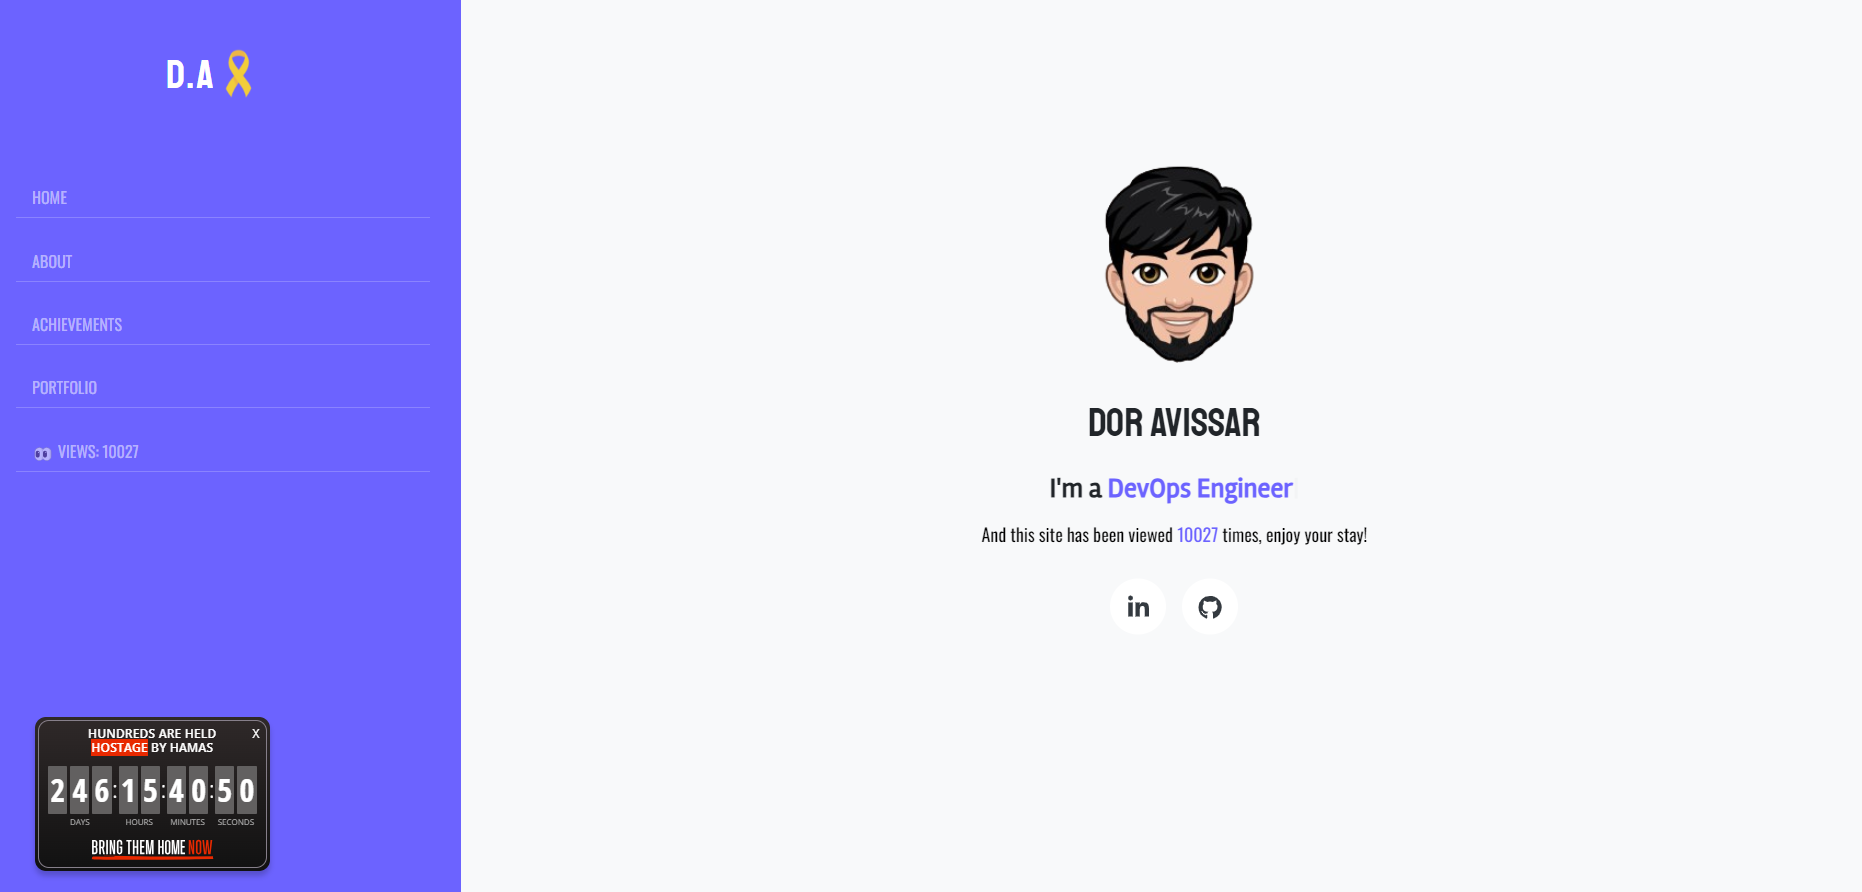 D.A
HOME
ABOUT
ACHIEVEMENTS
PORTFOLIO
VIEWS: 10027
HUNDREDS ARE HELD
X
HOSTAGE BY HAMAS
246:15:40:50
DAYS HOURS MINUTES SECONDS
BRING THEM HOME NOW
DOR AVISSAR
I'm a DevOps Engineer
And this site has been viewed 10027 times, enjoy your stay!
in